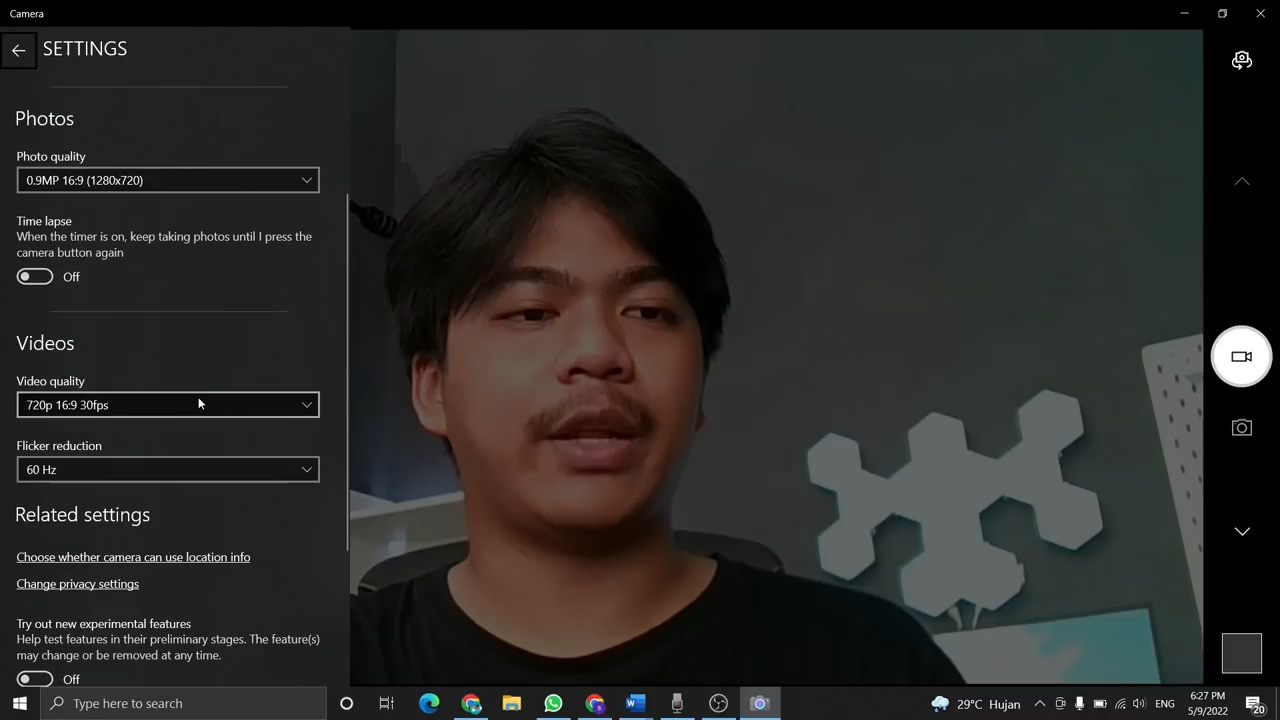 Camera
SETTINGS
Photos
Photo quality
0.9MP 16:9 (1280x720)
Time lapse
When the timer is on, keep taking photos until I press the
camera button again
Off
Videos
Video quality
720p 16:9 30fps
Flicker reduction
60 Hz
Related settings
Choose whether camera can use location info
Change privacy settings
Try out new experimental features
Help test features in their preliminary stages. The feature(s)
may change or be removed at any time.
Off
Type here to search
29°C Hujan
ENG
6:27 PM
5/9/2022
20